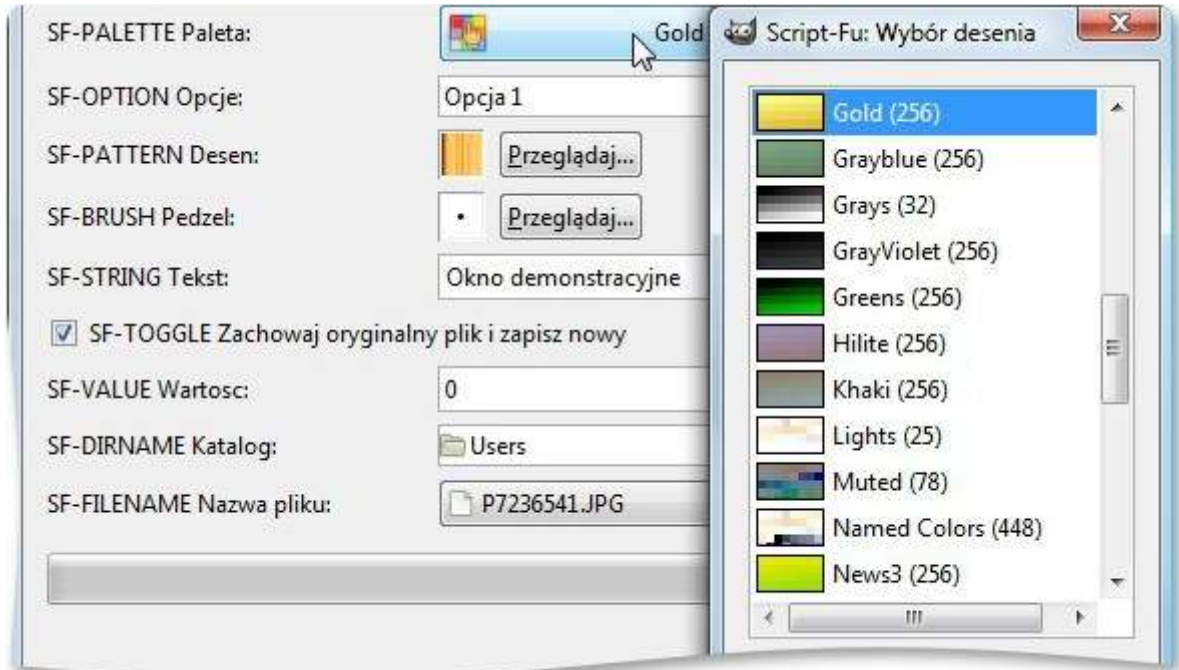 SF-PALETTE Paleta:
Gold
SF-OPTION Opcje:
Opcja 1
SF-PATTERN Desen:
Przeglądaj...
SF-BRUSH Pedzel:
Przeglądaj...
SF-STRING Tekst:
Okno demonstracyjne
SF-TOGGLE Zachowaj oryginalny plik i zapisz nowy
SF-VALUE Wartosc:
0
SF-DIRNAME Katalog:
Users
SF-FILENAME Nazwa pliku:
P7236541.JPG
Script-Fu: Wybór desenia
Gold (256)
Grayblue (256)
Grays (32)
GrayViolet (256)
Greens (256)
Hilite (256)
Khaki (256)
Lights (25)
Muted (78)
Named Colors (448)
News3 (256)